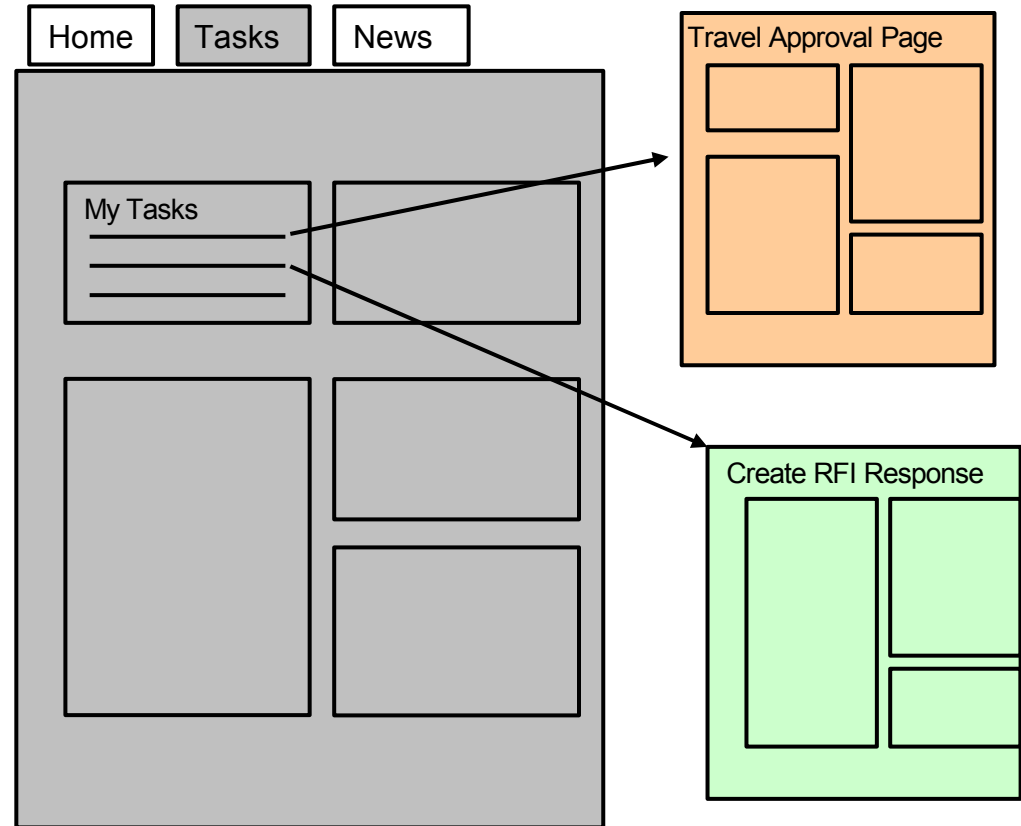 Home
Tasks
News
Travel Approval Page
My Tasks
Create RFI Response